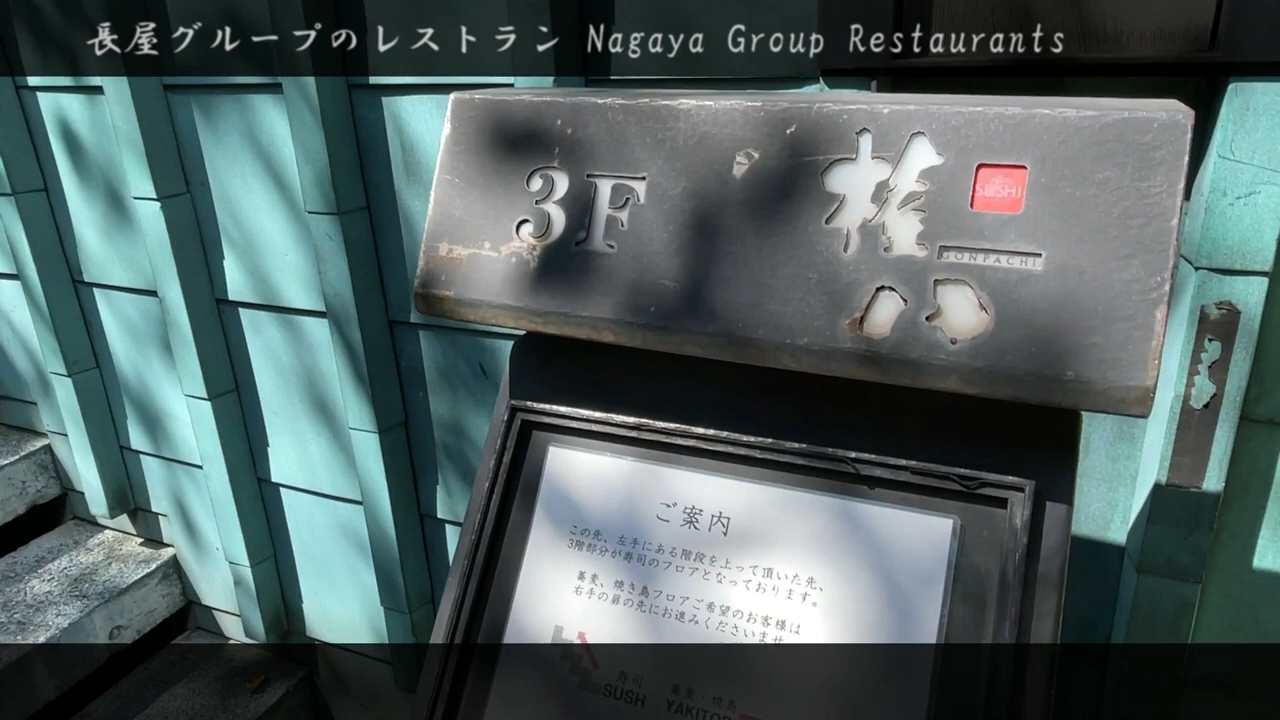 長屋グループのレストラン Nagaya Group Restaurants
3F
権八
SUSHI
GONPACHI
ご案内
この先、左手にある階段を上って頂いた先、
3階部分が寿司のフロアとなっております。
蕎麦、焼き鳥フロアご希望のお客様は
右手の扉の先にお進みくださいませ
寿司
SUSH
蕎麦・焼鳥
YAKITOR